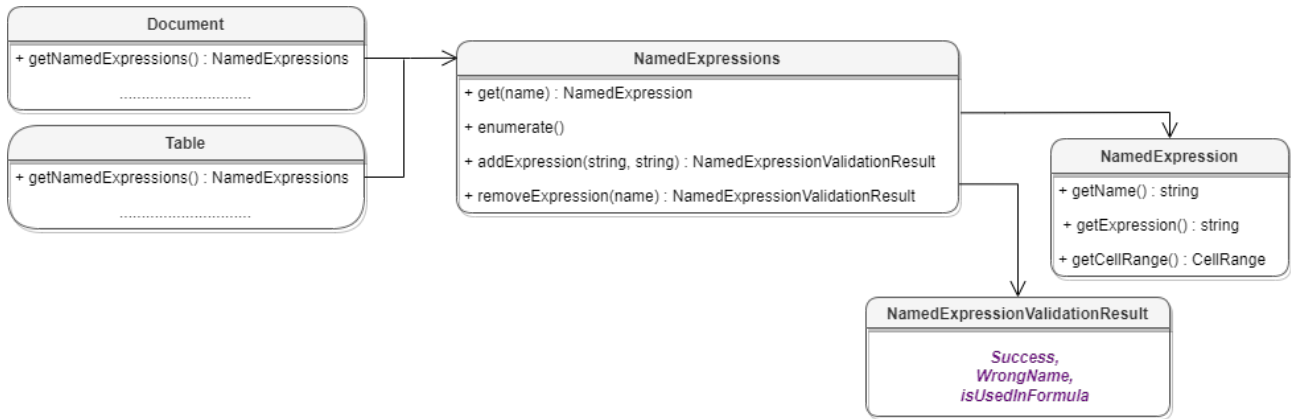 Document
+ getNamedExpressions() : NamedExpressions
..............................
Table
+ getNamedExpressions() : NamedExpressions
..............................
NamedExpressions
+ get(name) : NamedExpression
+ enumerate()
+ addExpression(string, string) : NamedExpressionValidationResult
+ removeExpression(name) : NamedExpressionValidationResult
NamedExpression
+ getName() : string
+ getExpression() : string
+ getCellRange() : CellRange
NamedExpressionValidationResult
Success,
WrongName,
isUsedInFormula